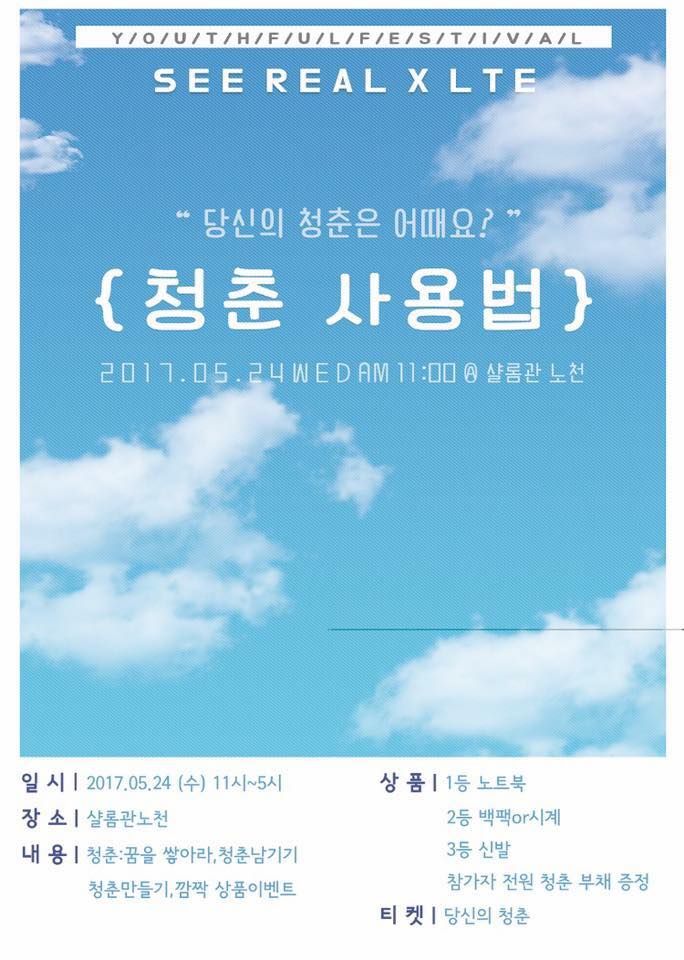 Y/O/U/T/H/F/U/L/F/E/S/T/I/V/A/L
SEE REAL X LTE
“ 당신의 청춘은 어때요? ”
{청춘 사용법}
2017.05.24 WED AM 11:00 @ 샬롬관 노천
일 시 | 2017.05.24 (수) 11시~5시
장 소 | 샬롬관노천
내 용 | 청춘:꿈을 쌓아라,청춘남기기
청춘만들기,깜짝 상품이벤트
상 품 | 1등 노트북
2등 백팩or시계
3등 신발
참가자 전원 청춘 부채 증정
티 켓 | 당신의 청춘